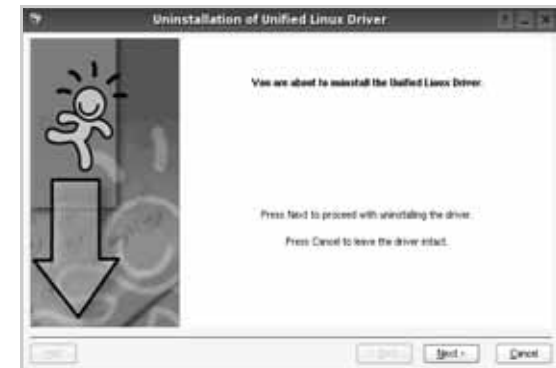 Uninstallation of Unified Linux Driver
You are about to uninstall the Unified Linux Driver.
Press Next to proceed with uninstalling the driver.
Press Cancel to leave the driver intact.
Next >
Cancel